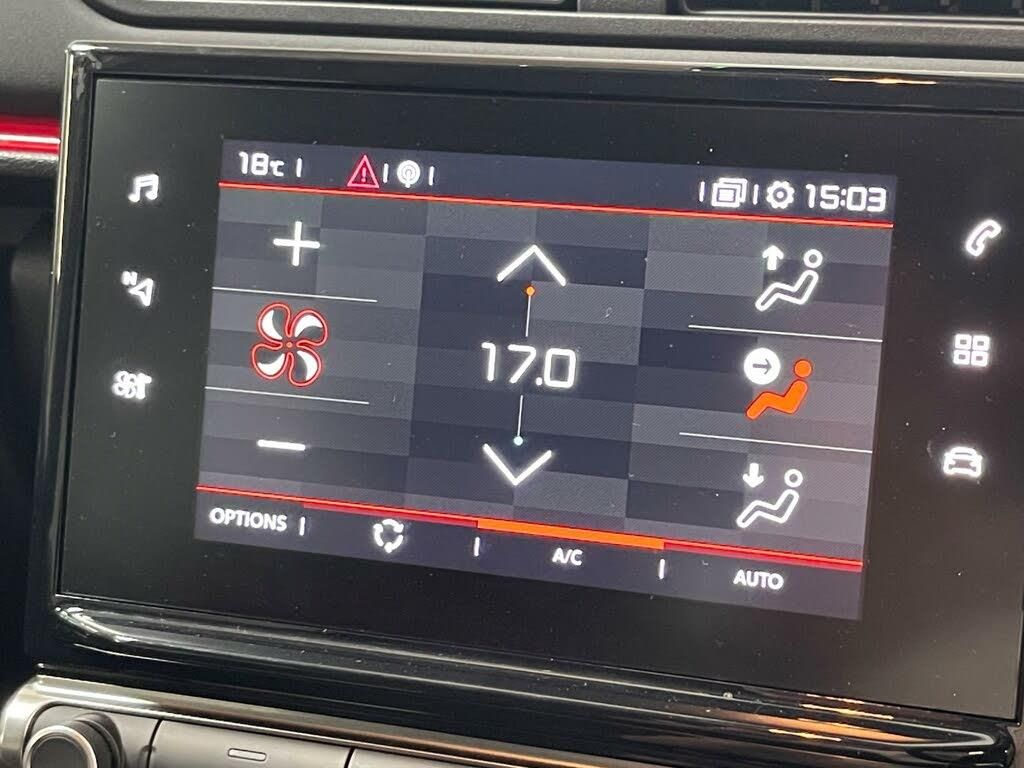 18℃
15:03
N
17.0
OPTIONS
A/C
AUTO